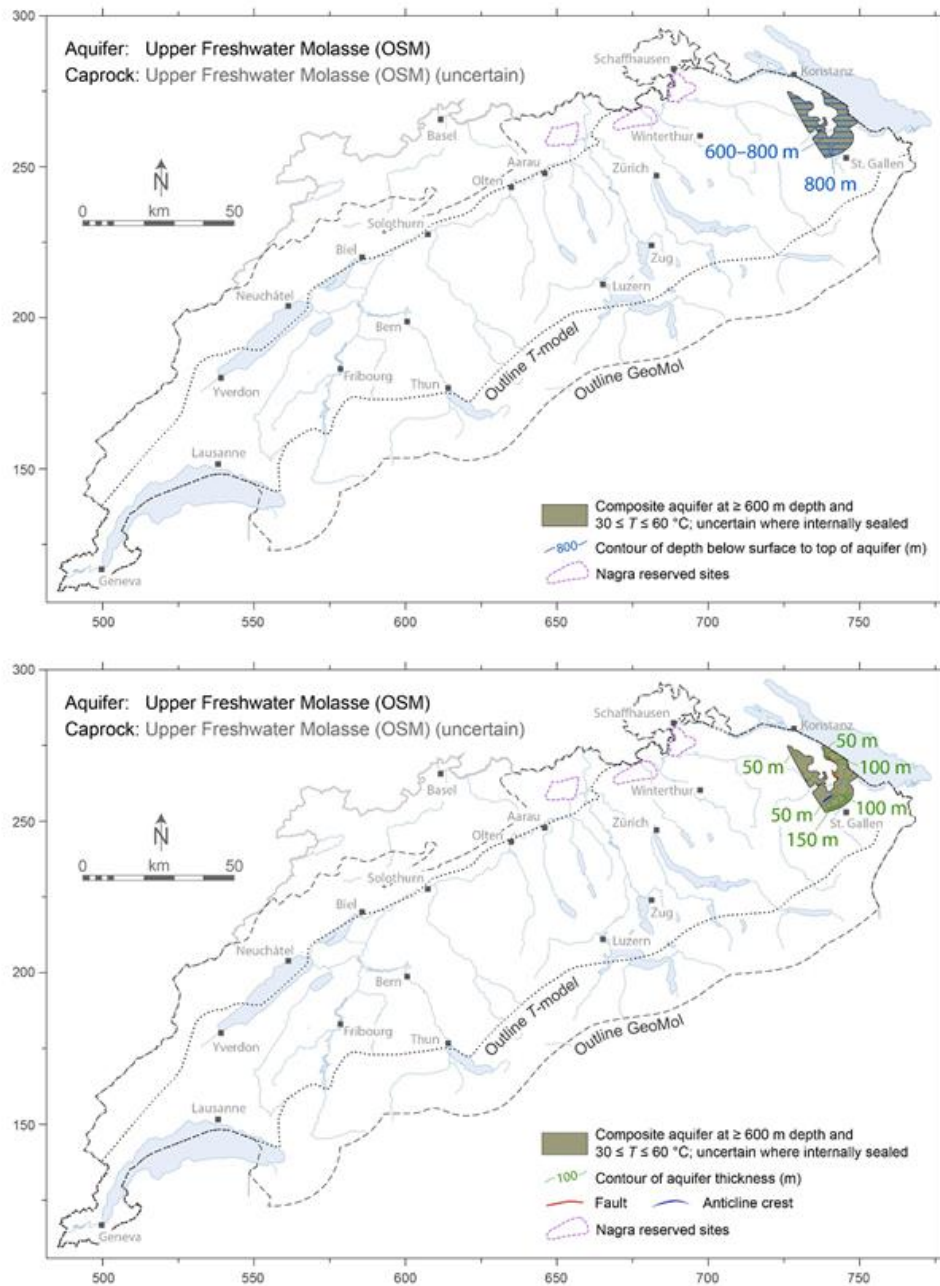 300
Aquifer: Upper Freshwater Molasse (OSM)
Caprock: Upper Freshwater Molasse (OSM) (uncertain)
Schaffhausen
Konstanz
Basel
Winterthur
600–800 m
250
N
Aarau
St. Gallen
Olten
Zürich
800 m
0 km 50
Solothurn
Biel
Zug
Neuchâtel
Luzern
200
Bern
Outline T-model
Fribourg
Thun
Outline GeoMol
Yverdon
Lausanne
150
Composite aquifer at ≥ 600 m depth and
30 ≤ T ≤ 60 °C; uncertain where internally sealed
800 Contour of depth below surface to top of aquifer (m)
Nagra reserved sites
Geneva
500 550 600 650 700 750
300
Aquifer: Upper Freshwater Molasse (OSM)
Caprock: Upper Freshwater Molasse (OSM) (uncertain)
Schaffhausen
Konstanz
50 m
50 m
100 m
Basel
Winterthur
50 m
100 m
250
N
Aarau
St. Gallen
Olten
Zürich
150 m
0 km 50
Solothurn
Biel
Zug
Neuchâtel
Luzern
200
Bern
Outline T-model
Fribourg
Thun
Outline GeoMol
Yverdon
Lausanne
150
Composite aquifer at ≥ 600 m depth and
30 ≤ T ≤ 60 °C; uncertain where internally sealed
100 Contour of aquifer thickness (m)
Fault Anticline crest
Nagra reserved sites
Geneva
500 550 600 650 700 750